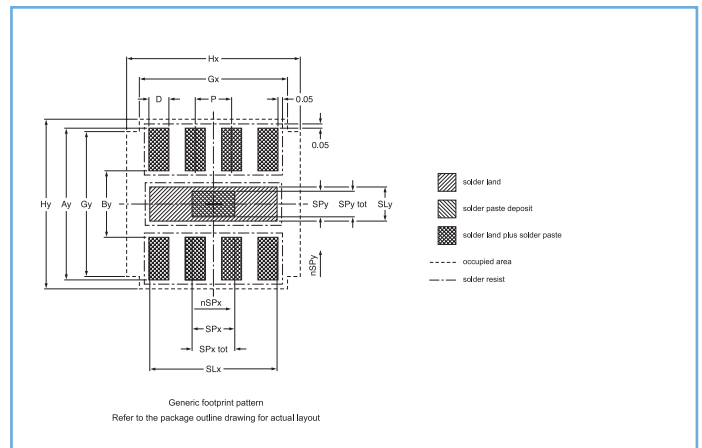 Hx
Gx
D P 0.05
0.05
Hy Ay Gy By SPy SPy tot SLy
nSPy
nSPx
SPx
SPx tot
SLx
solder land
solder paste deposit
solder land plus solder paste
occupied area
solder resist
Generic footprint pattern
Refer to the package outline drawing for actual layout